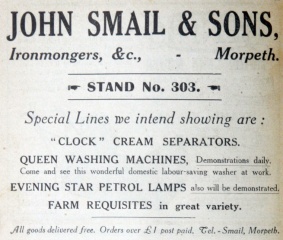 JOHN SMAIL & SONS,
Ironmongers, &c., - Morpeth.
STAND No. 303.
Special Lines we intend showing are :
"CLOCK" CREAM SEPARATORS.
QUEEN WASHING MACHINES, Demonstrations daily.
Come and see this wonderful domestic labour-saving washer at work.
EVENING STAR PETROL LAMPS also will be demonstrated.
FARM REQUISITES in great variety.
All goods delivered free. Orders over £1 post paid. Tel.-Smail, Morpeth.